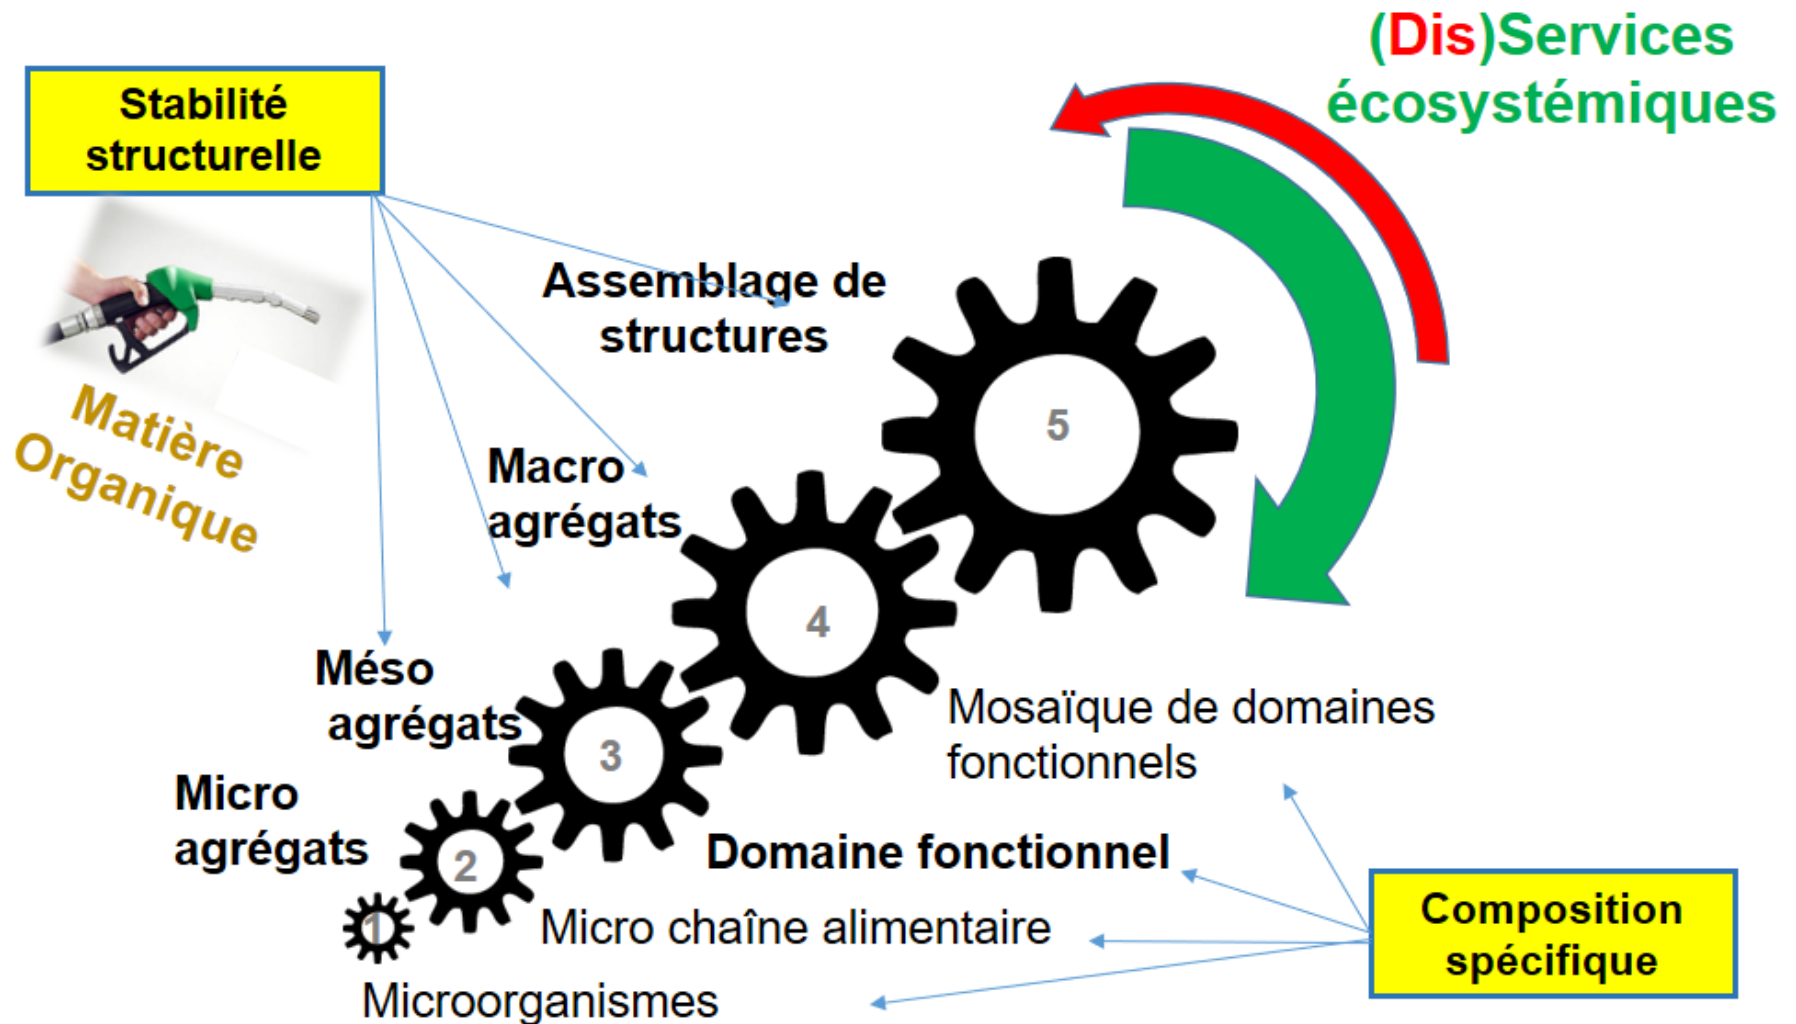 (Dis)Services
écosystémiques
Stabilité
structurelle
Matière
Organique
Assemblage de
structures
5
Macro
agrégats
4
Méso
agrégats
3
Mosaïque de domaines
fonctionnels
Micro
agrégats
2
Domaine fonctionnel
1
Micro chaîne alimentaire
Microorganismes
Composition
spécifique